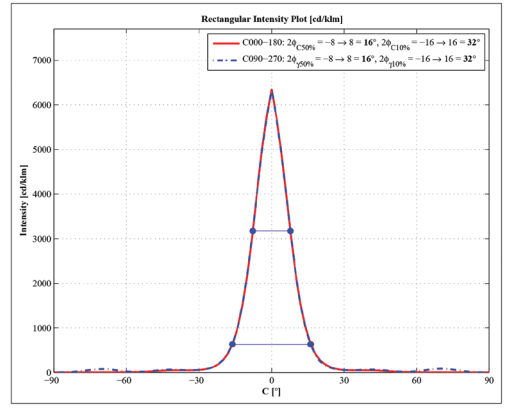 Rectangular Intensity Plot [cd/klm]
C000−180: 2ϕC50% = −8 → 8 = 16°, 2ϕC10% = −16 → 16 = 32°
C090−270: 2ϕγ50% = −8 → 8 = 16°, 2ϕγ10% = −16 → 16 = 32°
7000
6000
5000
4000
3000
2000
1000
0
Intensity [cd/klm]
−90 −60 −30 0 30 60 90
C [°]